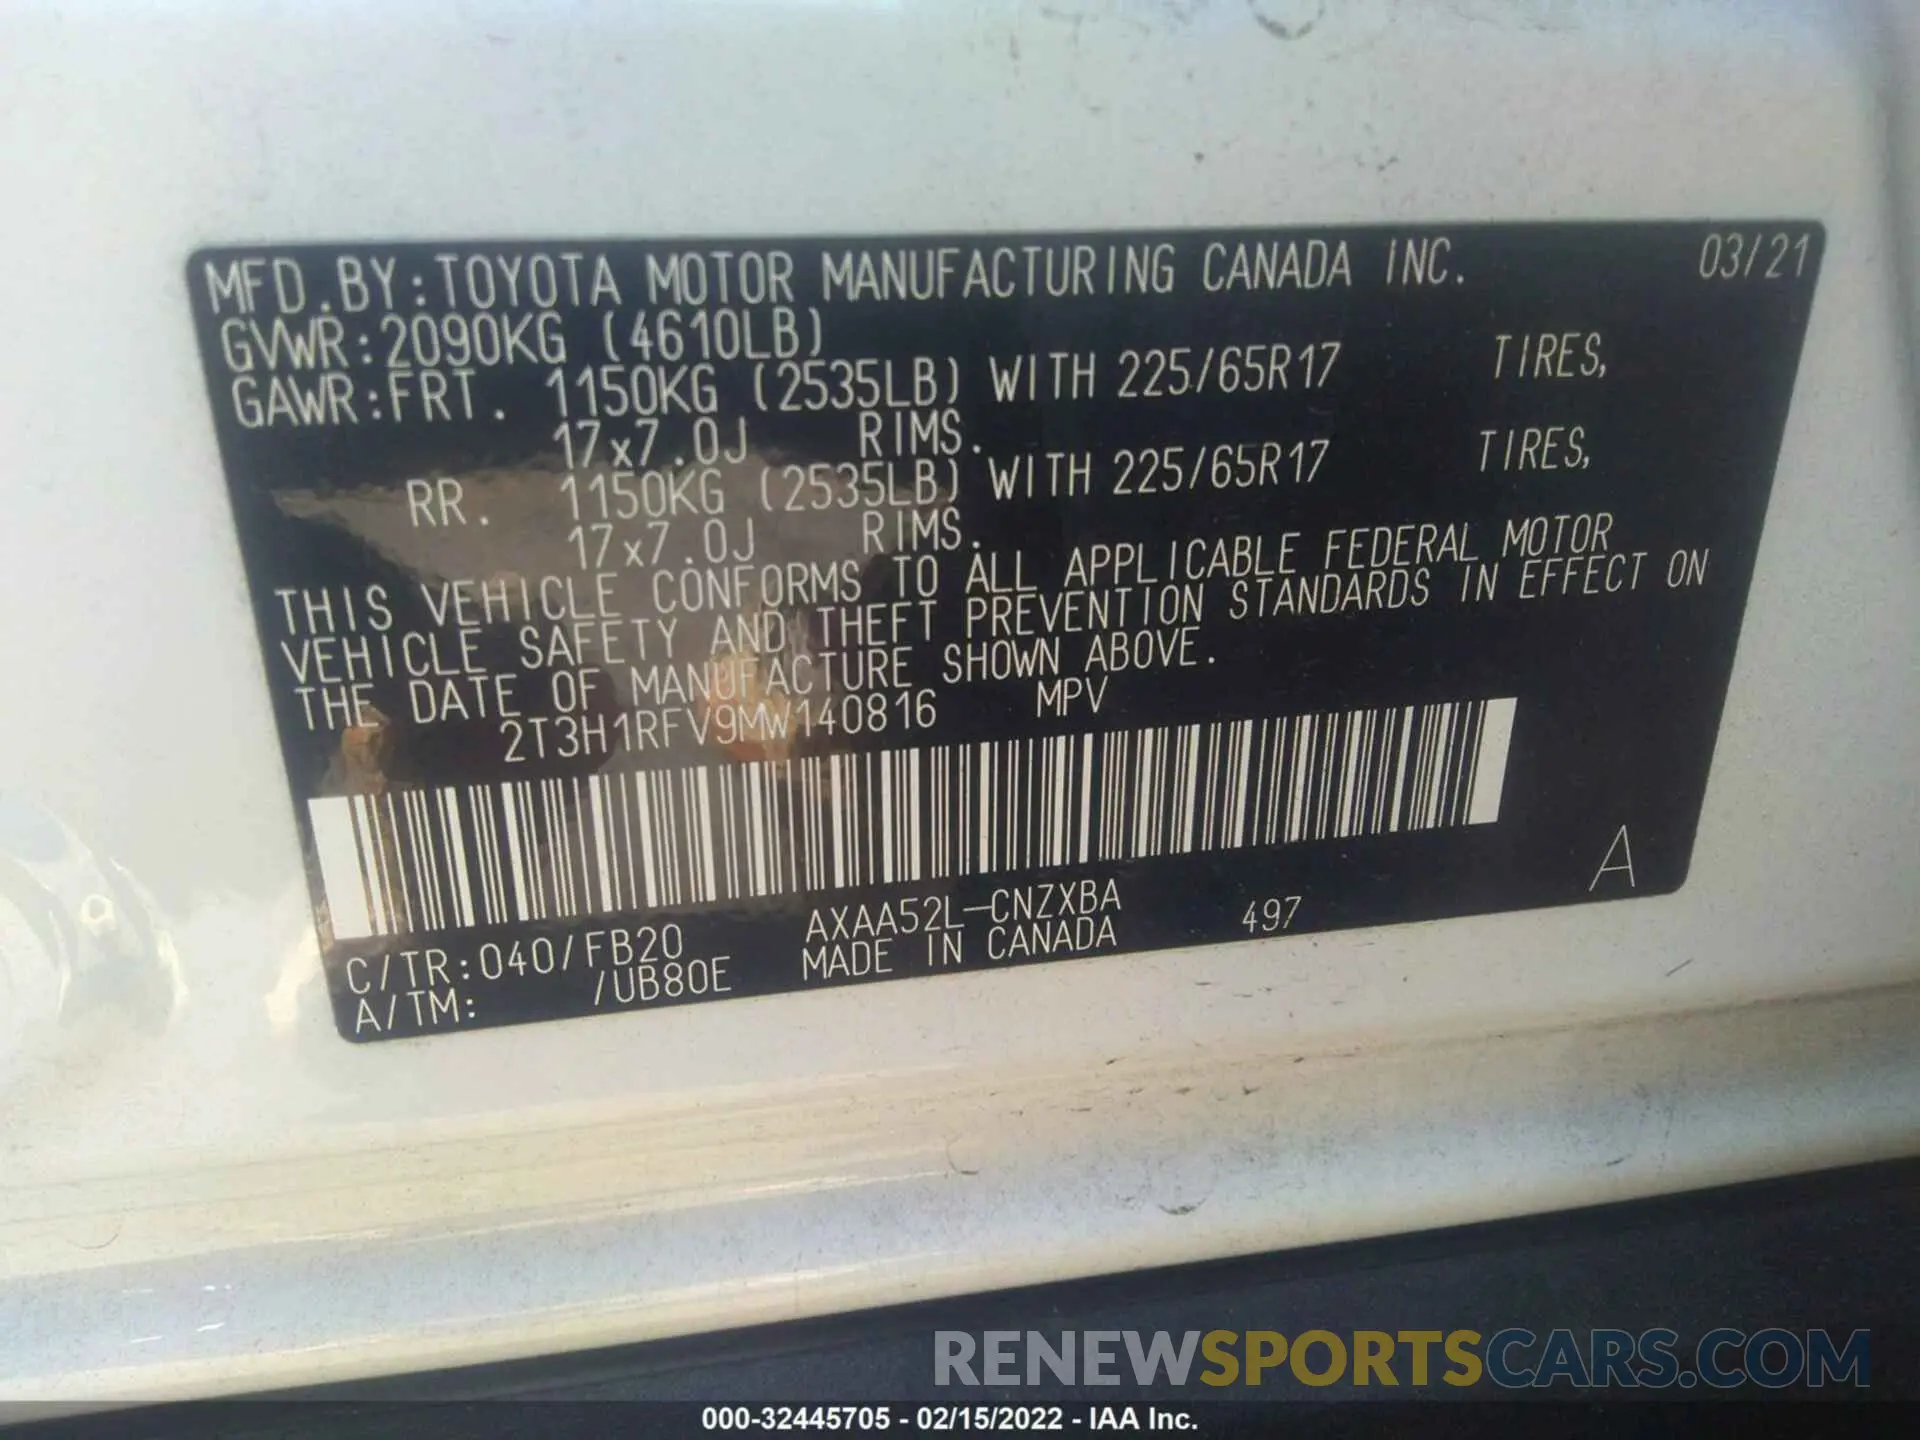 MFD.BY:TOYOTA MOTOR MANUFACTURING CANADA INC. 03/21
GVWR:2090KG (4610LB)
GAWR:FRT. 1150KG (2535LB) WITH 225/65R17 TIRES,
17x7.0J RIMS.
RR. 1150KG (2535LB) WITH 225/65R17 TIRES,
17x7.0J RIMS.
THIS VEHICLE CONFORMS TO ALL APPLICABLE FEDERAL MOTOR
VEHICLE SAFETY AND THEFT PREVENTION STANDARDS IN EFFECT ON
THE DATE OF MANUFACTURE SHOWN ABOVE.
2T3H1RFV9MW140816 MPV
A
C/TR:040/FB20 AXAA52L-CNZXBA 497
A/TM: /UB80E MADE IN CANADA
RENEWSPORTSCARS.COM
000-32445705 - 02/15/2022 - IAA Inc.